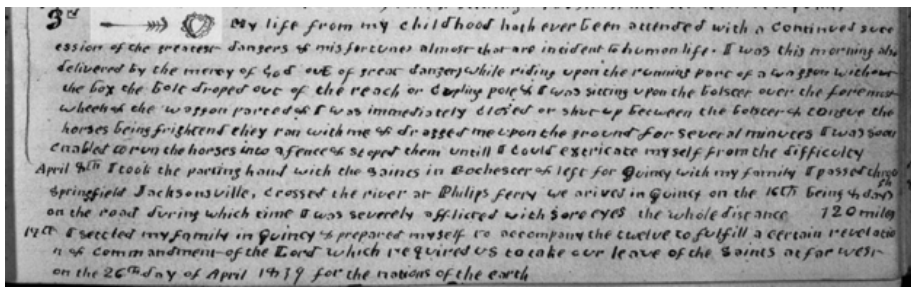 3rd My life from my childhood hath ever been attended with a continued succ
ession of the greatest dangers & misfortunes almost that are incident to human life. I was this morning also
delivered by the mercy of God out of great dangers while riding upon the running part of a waggon without
the box the bolt droped out of the reach or cupling pole & I was sitting upon the bolster over the foremost
wheels & the waggon parted & I was immediately closed or shut up between the bolster & tongue the
horses being frightend they ran with me & dragged me upon the ground for several minutes I was soon
enabled to run the horses into a fence & stoped them untill I could extricate myself from the difficulty
April 8th I took the parting hand with the Saints in Rochester & left for Quincy with my family I passed throo
Springfield Jacksonville, crossed the river at Philips ferry we arived in Quincy on the 16th being 8 days
on the road during which time I was severely afflicted with sore eyes the whole distance 120 miles
17th I settled my family in Quincy & prepared myself to accompany the twelve to fulfill a certain revelatio
n & commandment of the Lord which required us to take our leave of the Saints at far west
on the 26th day of April 1839 for the nations of the earth